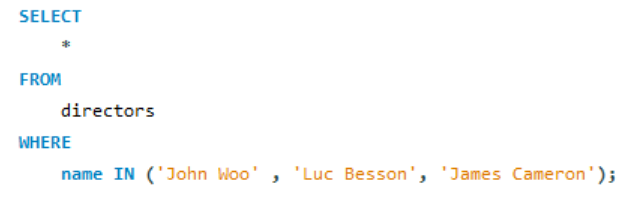 SELECT
*
FROM
directors
WHERE
name IN ('John Woo' , 'Luc Besson', 'James Cameron');